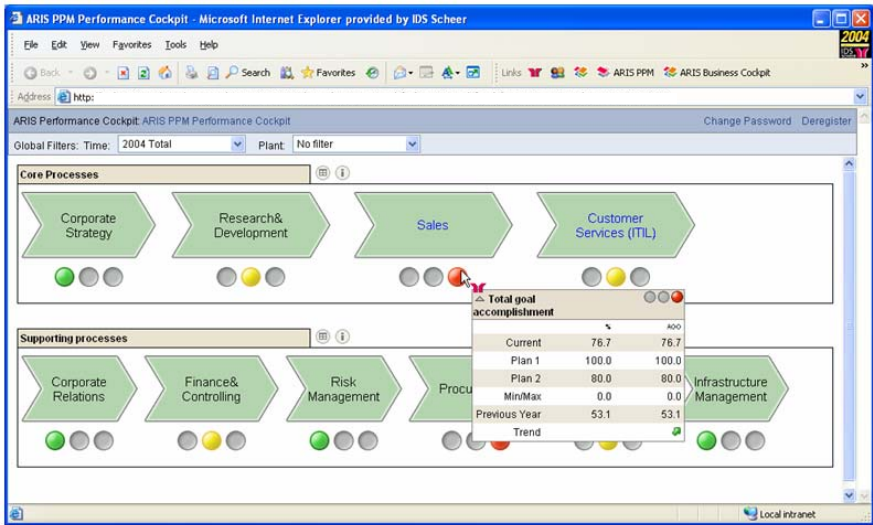 ARIS PPM Performance Cockpit - Microsoft Internet Explorer provided by IDS Scheer
File Edit View Favorites Tools Help
2004
IDS
Back Search Favorites Links ARIS PPM ARIS Business Cockpit
Address http:
ARIS Performance Cockpit: ARIS PPM Performance Cockpit Change Password Deregister
Global Filters: Time: 2004 Total Plant: No filter
Core Processes
Corporate Strategy
Research& Development
Sales
Customer Services (ITIL)
Total goal accomplishment
%
Current 76.7 76.7
Plan 1 100.0 100.0
Plan 2 80.0 80.0
Min/Max 0.0 0.0
Previous Year 53.1 53.1
Trend
Supporting processes
Corporate Relations
Finance& Controlling
Risk Management
Procu
Infrastructure Management
Local intranet